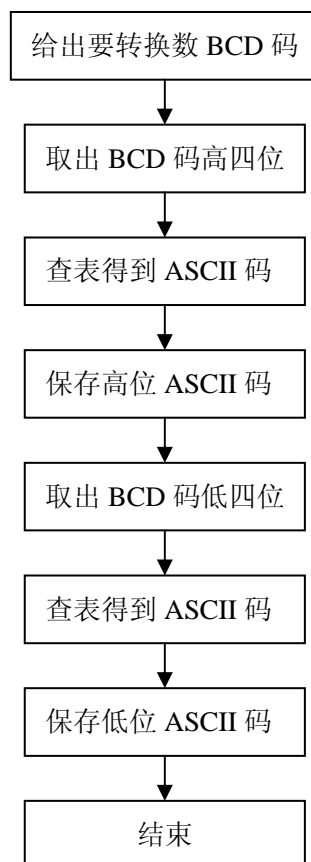 给出要转换数 BCD 码
取出 BCD 码高四位
查表得到 ASCII 码
保存高位 ASCII 码
取出 BCD 码低四位
查表得到 ASCII 码
保存低位 ASCII 码
结束